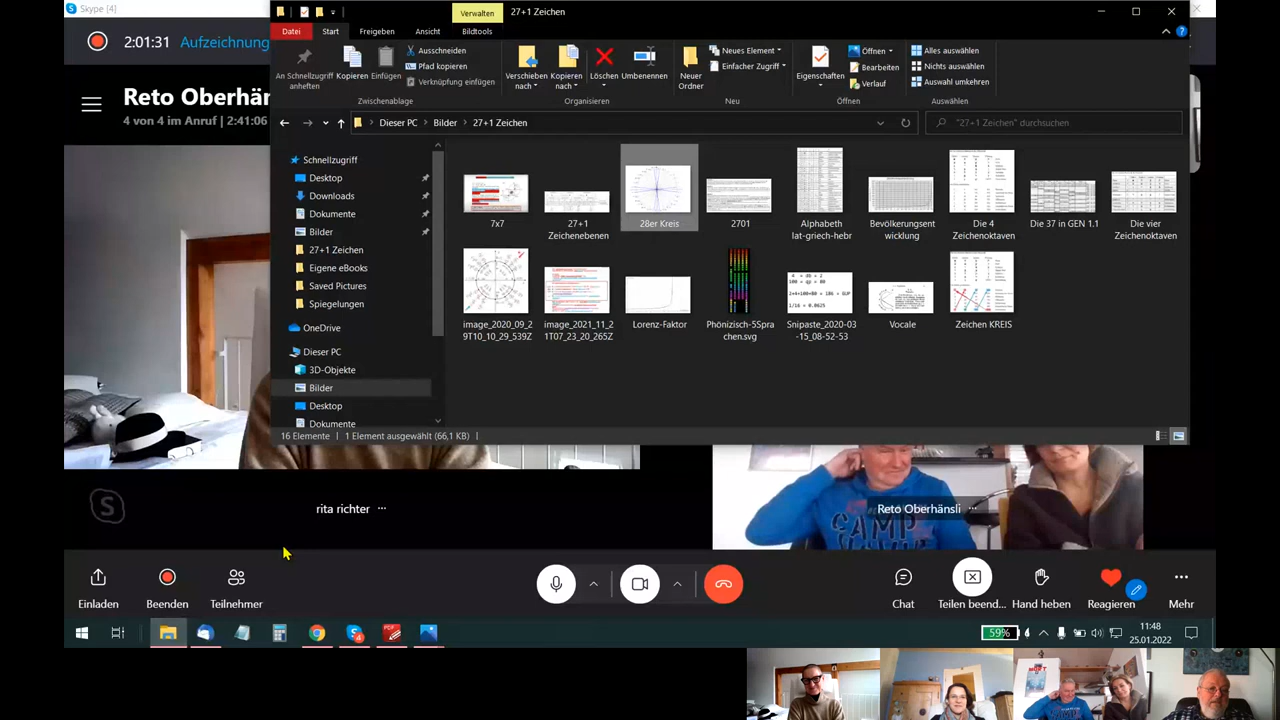 Skype [4]
Verwalten
27+1 Zeichen
Datei
Start
Freigeben
Ansicht
Bildtools
2:01:31
Aufzeichnung
An Schnellzugriff anheften
Kopieren
Einfügen
Ausschneiden
Pfad kopieren
Verknüpfung einfügen
Zwischenablage
Verschieben nach
Kopieren nach
Löschen
Umbenennen
Organisieren
Neuer Ordner
Neues Element
Einfacher Zugriff
Neu
Eigenschaften
Öffnen
Bearbeiten
Verlauf
Öffnen
Alles auswählen
Nichts auswählen
Auswahl umkehren
Auswählen
Reto Oberhän
4 von 4 im Anruf | 2:41:06
Dieser PC
Bilder
27+1 Zeichen
"27+1 Zeichen" durchsuchen
Schnellzugriff
Desktop
Downloads
Dokumente
Bilder
27+1 Zeichen
Eigene eBooks
Saved Pictures
Spiegelungen
OneDrive
Dieser PC
3D-Objekte
Bilder
Desktop
Dokumente
7x7
27+1 Zeichenebenen
28er Kreis
2701
Alphabeth lat-griech-hebr
Bevölkerungsentwicklung
Die 4 Zeichenoktaven
Die 37 in GEN 1.1
Die vier Zeichenoktaven
image_2020_09_29T10_10_29_539Z
image_2021_11_21T07_23_20_265Z
Lorenz-Faktor
Phönizisch-5Sprachen.svg
Snipaste_2020-03-15_08-52-53
Vocale
Zeichen KREIS
16 Elemente
1 Element ausgewählt (66,1 KB)
rita richter
Reto Oberhänsli
Einladen
Beenden
Teilnehmer
Chat
Teilen beend...
Hand heben
Reagieren
Mehr
59%
11:48
25.01.2022